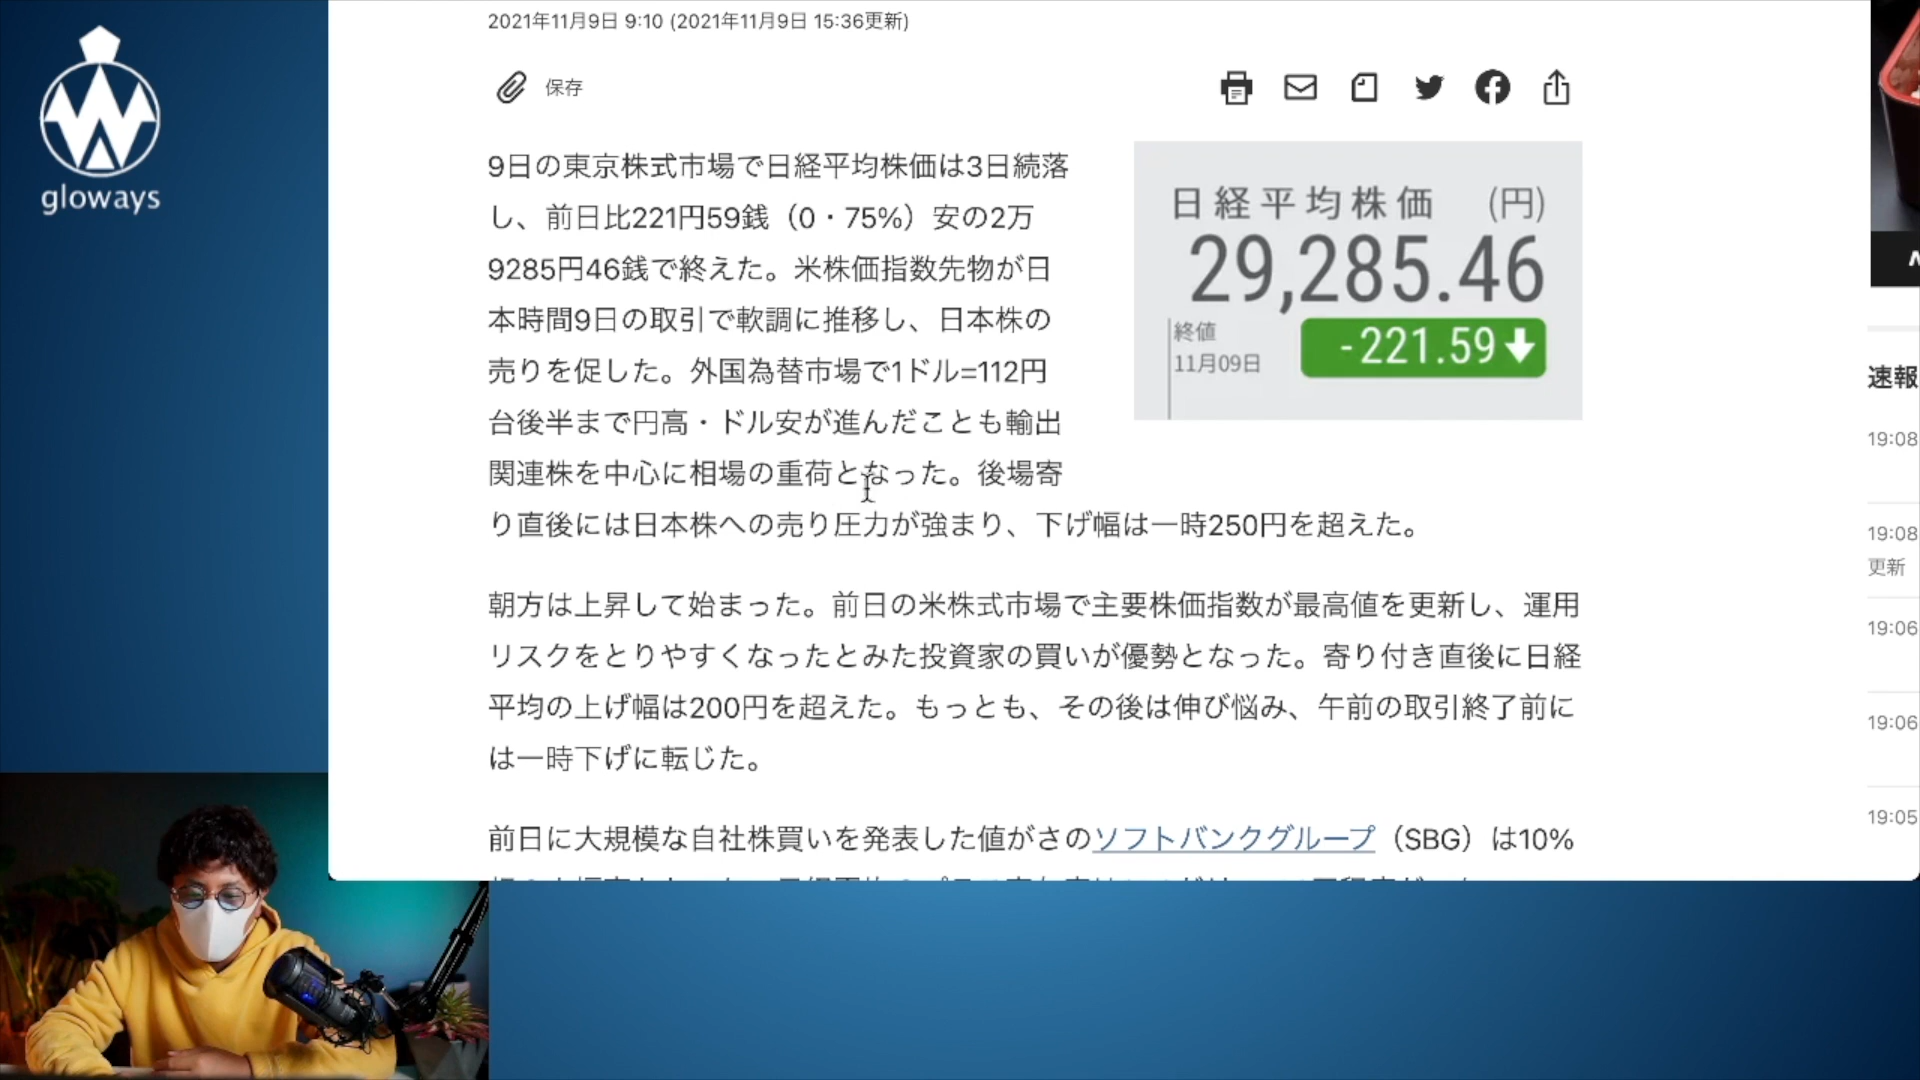 gloways
2021年11月9日 9:10 (2021年11月9日 15:36更新)
保存
9日の東京株式市場で日経平均株価は3日続落
し、前日比221円59銭（0・75%）安の2万
9285円46銭で終えた。米株価指数先物が日
本時間9日の取引で軟調に推移し、日本株の
売りを促した。外国為替市場で1ドル=112円
台後半まで円高・ドル安が進んだことも輸出
関連株を中心に相場の重荷となった。後場寄
り直後には日本株への売り圧力が強まり、下げ幅は一時250円を超えた。
日経平均株価 (円)
29,285.46
終値
11月09日
-221.59
朝方は上昇して始まった。前日の米株式市場で主要株価指数が最高値を更新し、運用
リスクをとりやすくなったとみた投資家の買いが優勢となった。寄り付き直後に日経
平均の上げ幅は200円を超えた。もっとも、その後は伸び悩み、午前の取引終了前に
は一時下げに転じた。
前日に大規模な自社株買いを発表した値がさのソフトバンクグループ（SBG）は10%
速報
19:08
19:08
更新
19:06
19:06
19:05